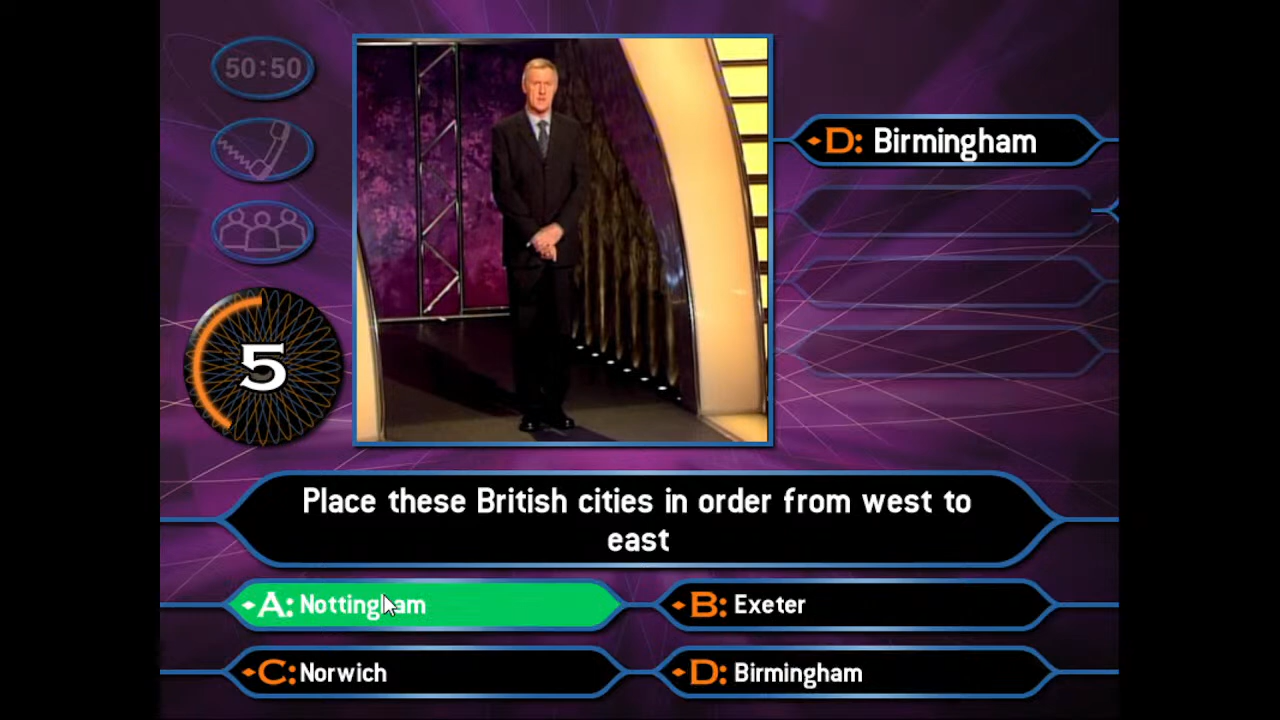 50:50
D: Birmingham
5
Place these British cities in order from west to
east
A: Nottingham
B: Exeter
C: Norwich
D: Birmingham